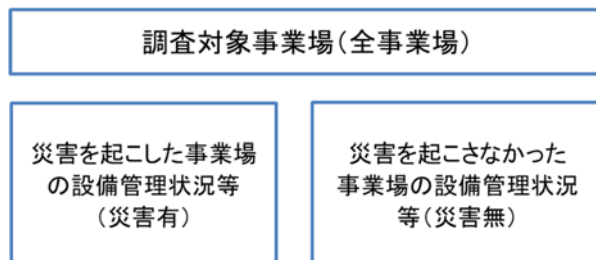 調査対象事業場(全事業場)
災害を起こした事業場
の設備管理状況等
(災害有)
災害を起こさなかった
事業場の設備管理状況
等(災害無)